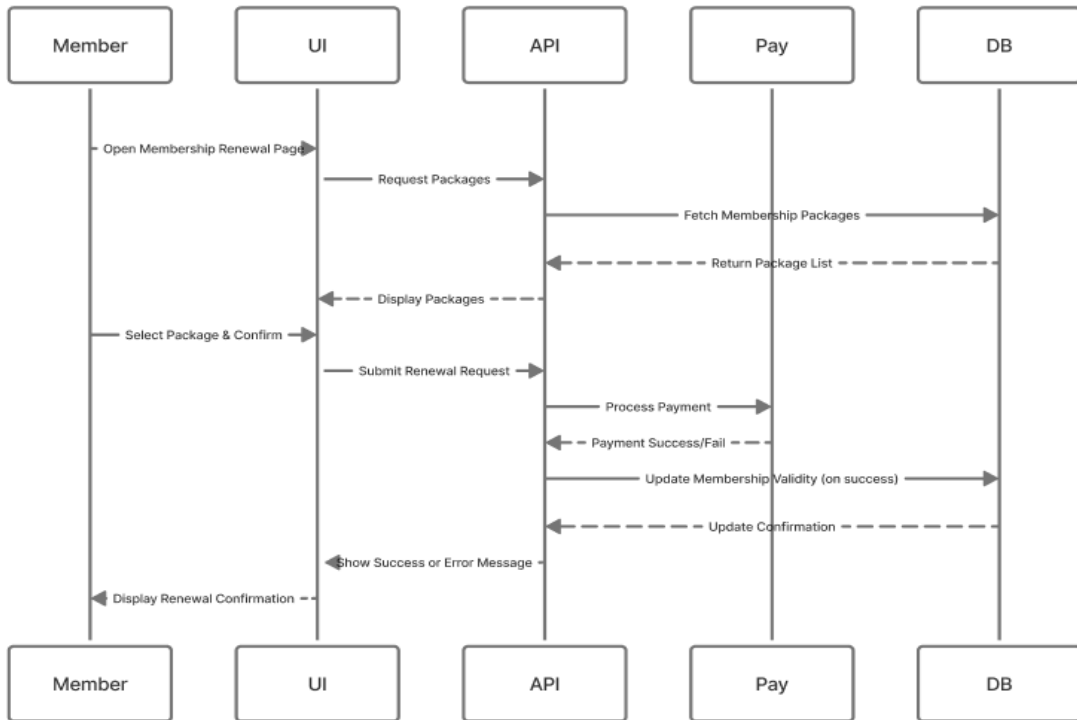 Member
UI
API
Pay
DB
Open Membership Renewal Page
Request Packages
Fetch Membership Packages
Return Package List
Display Packages
Select Package & Confirm
Submit Renewal Request
Process Payment
Payment Success/Fail
Update Membership Validity (on success)
Update Confirmation
Show Success or Error Message
Display Renewal Confirmation
Member
UI
API
Pay
DB